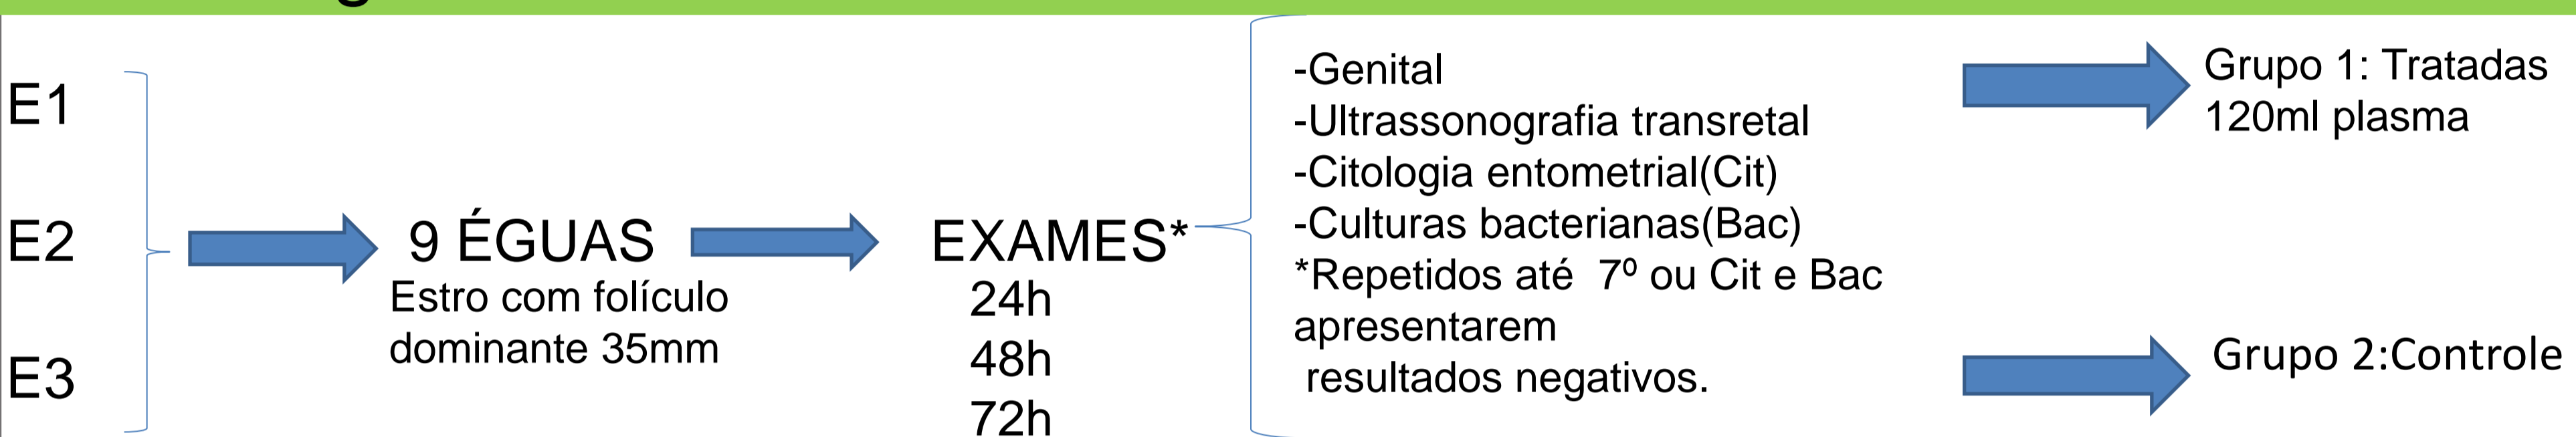 E1
E2
E3
9 ÉGUAS
Estro com folículo
dominante 35mm
EXAMES*
24h
48h
72h
-Genital
-Ultrassonografia transretal
-Citologia entometrial(Cit)
-Culturas bacterianas(Bac)
*Repetidos até 7º ou Cit e Bac
apresentarem
resultados negativos.
Grupo 1: Tratadas
120ml plasma
Grupo 2:Controle